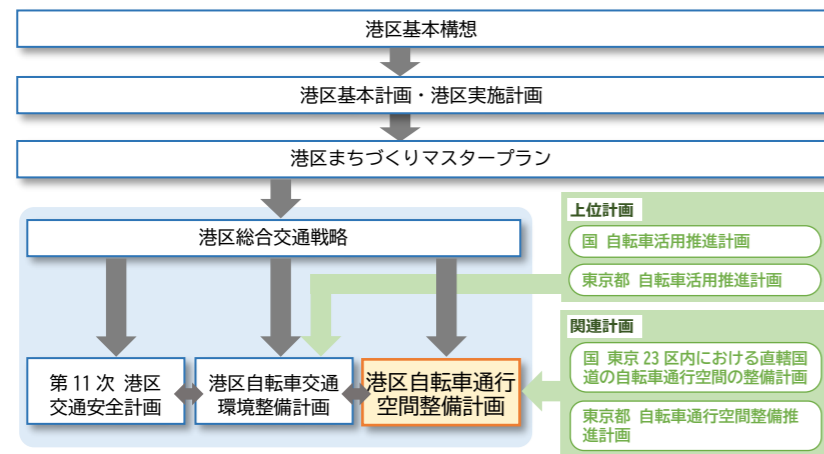 港区基本構想
港区基本計画・港区実施計画
港区まちづくりマスタープラン
港区総合交通戦略
上位計画
国 自転車活用推進計画
東京都 自転車活用推進計画
関連計画
国 東京23区内における直轄国
道の自転車通行空間の整備計画
東京都 自転車通行空間整備推
進計画
第11次 港区
交通安全計画
港区自転車交通
環境整備計画
港区自転車通行
空間整備計画